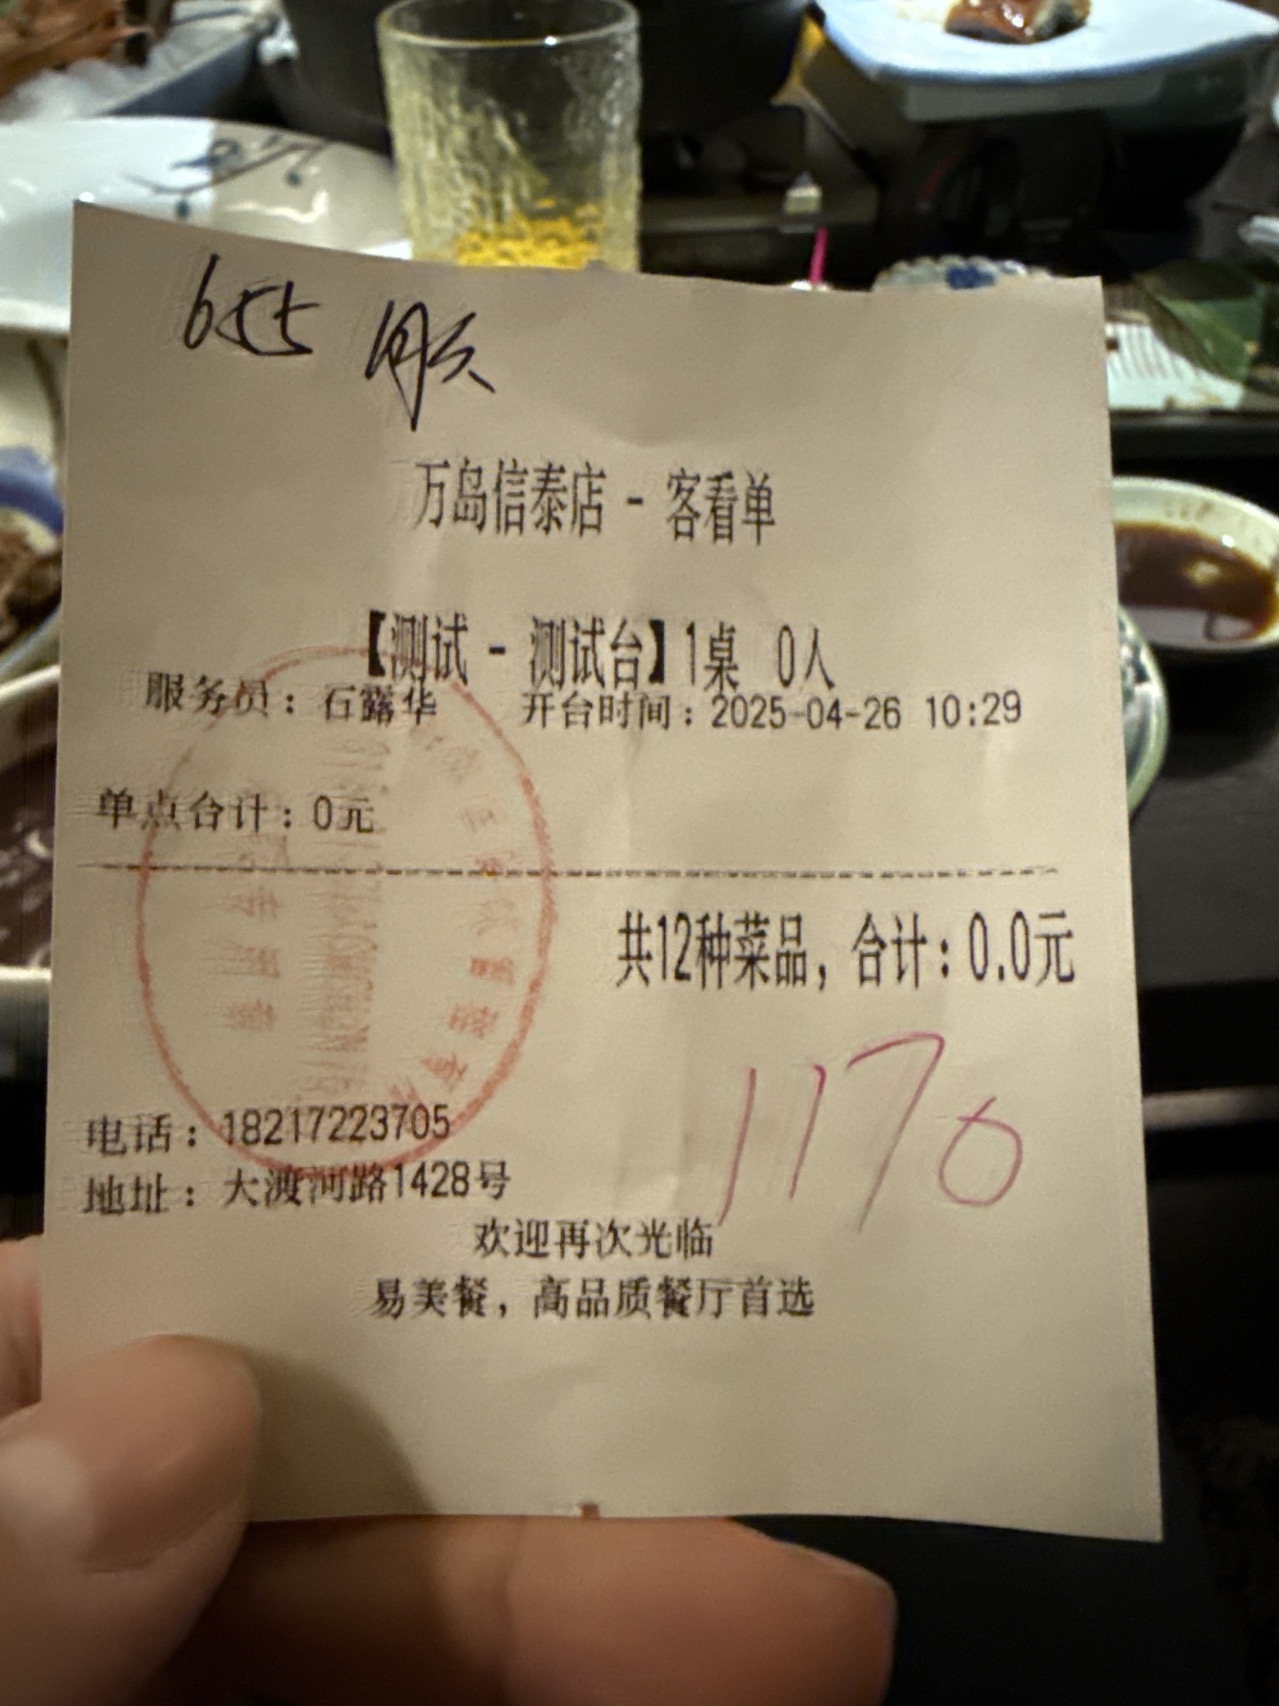 655
万岛信泰店 - 客看单
【测试 - 测试台】1桌 0人
服务员：石露华 开台时间：2025-04-26 10:29
单点合计：0元
共12种菜品，合计：0.0元
1170
电话：18217223705
地址：大渡河路1428号
欢迎再次光临
易美餐，高品质餐厅首选